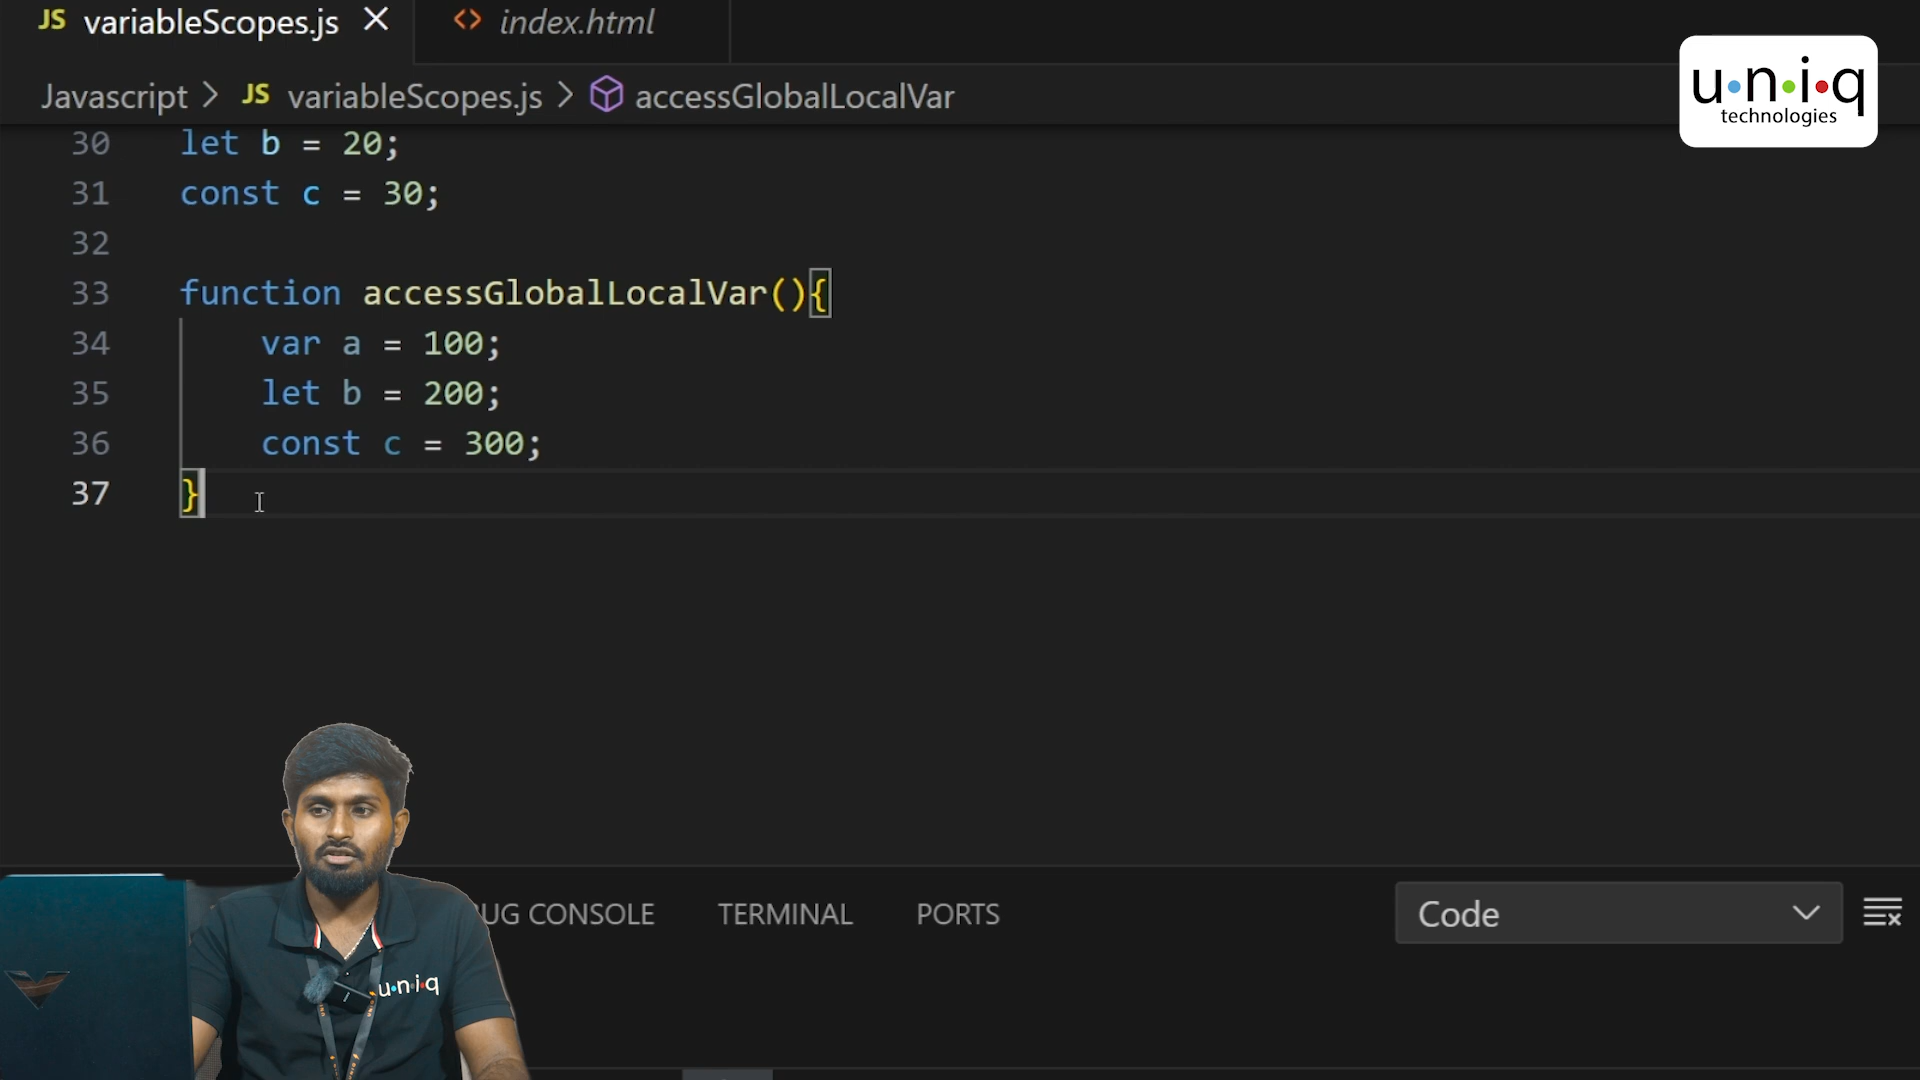 JS variableScopes.js
<> index.html
u·n·i·q
technologies
Javascript > JS variableScopes.js > accessGlobalLocalVar
30 let b = 20;
31 const c = 30;
32
33 function accessGlobalLocalVar(){
34 var a = 100;
35 let b = 200;
36 const c = 300;
37 }
UG CONSOLE TERMINAL PORTS Code
u·n·i·q